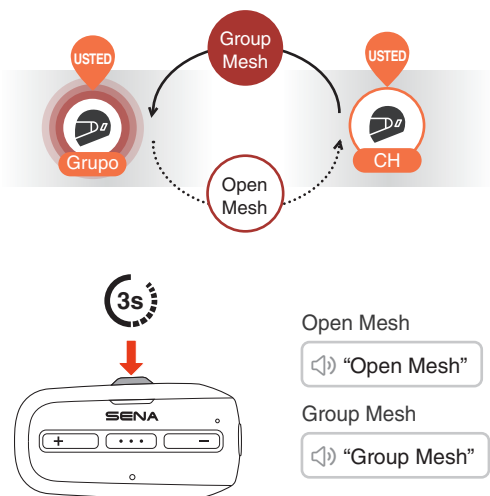 Group
Mesh
USTED
USTED
Grupo
CH
Open
Mesh
3s
Open Mesh
“Open Mesh”
SENA
+
−
Group Mesh
“Group Mesh”